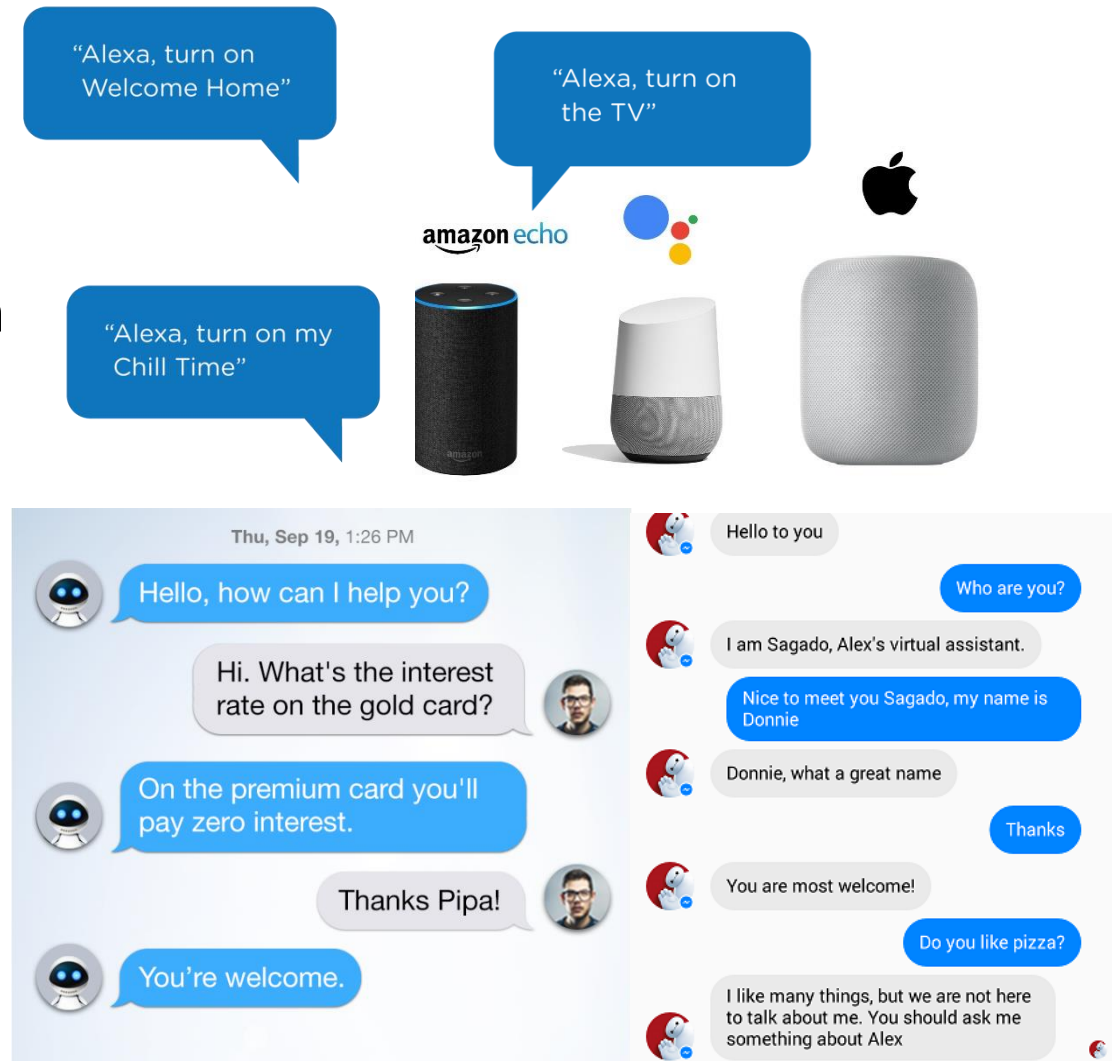 “Alexa, turn on
Welcome Home”
“Alexa, turn on
the TV”
amazon echo
“Alexa, turn on my
Chill Time”
amazon
Thu, Sep 19, 1:26 PM
Hello, how can I help you?
Hi. What's the interest
rate on the gold card?
On the premium card you'll
pay zero interest.
Thanks Pipa!
You’re welcome.
Hello to you
Who are you?
I am Sagado, Alex's virtual assistant.
Nice to meet you Sagado, my name is
Donnie
Donnie, what a great name
Thanks
You are most welcome!
Do you like pizza?
I like many things, but we are not here
to talk about me. You should ask me
something about Alex